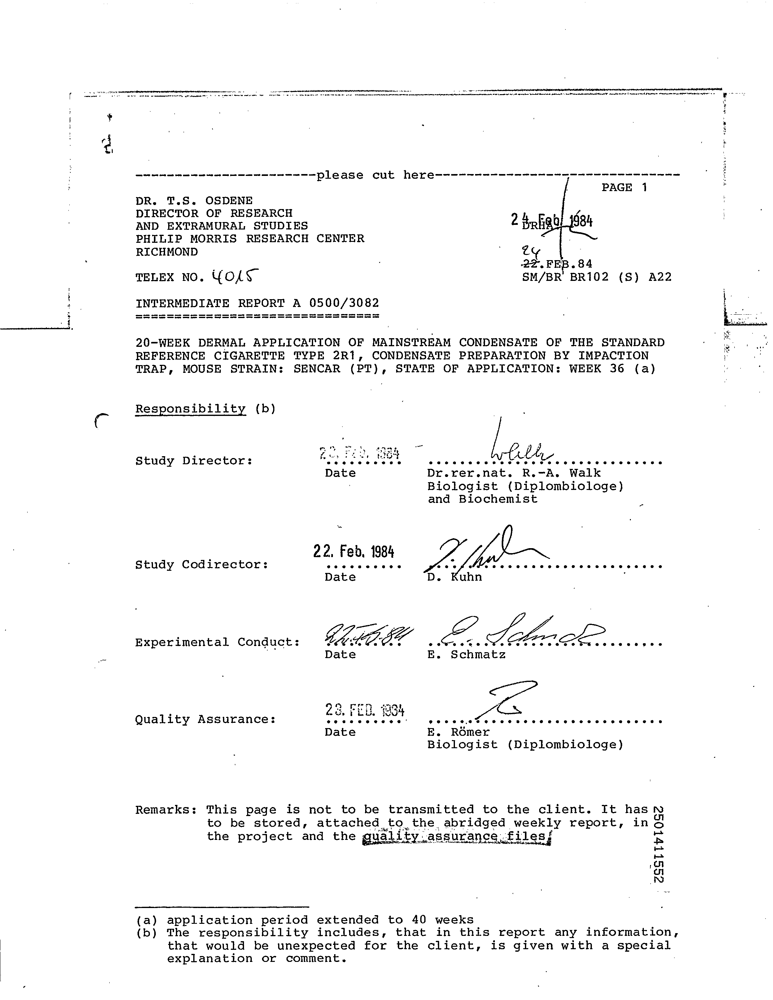 -----------------------please cut here-------------------------------
PAGE 1
DR. T.S. OSDENE
DIRECTOR OF RESEARCH
AND EXTRAMURAL STUDIES
PHILIP MORRIS RESEARCH CENTER
RICHMOND
24. Feb. 1984
24
22.FEB.84
TELEX NO. 4015
SM/BR BR102 (S) A22
INTERMEDIATE REPORT A 0500/3082
===============================
20-WEEK DERMAL APPLICATION OF MAINSTREAM CONDENSATE OF THE STANDARD
REFERENCE CIGARETTE TYPE 2R1, CONDENSATE PREPARATION BY IMPACTION
TRAP, MOUSE STRAIN: SENCAR (PT), STATE OF APPLICATION: WEEK 36 (a)
Responsibility (b)
Study Director:
Feb. 1984
Date
Dr.rer.nat. R.-A. Walk
Biologist (Diplombiologe)
and Biochemist
Study Codirector:
22. Feb. 1984
Date
D. Kuhn
Experimental Conduct:
22. Feb. 84
E. Schmatz
Date
E. Schmatz
Quality Assurance:
23. FEB. 1984
Date
E. Römer
Biologist (Diplombiologe)
Remarks: This page is not to be transmitted to the client. It has
to be stored, attached to the abridged weekly report, in
the project and the quality assurance files.
2501411552
(a) application period extended to 40 weeks
(b) The responsibility includes, that in this report any information,
that would be unexpected for the client, is given with a special
explanation or comment.